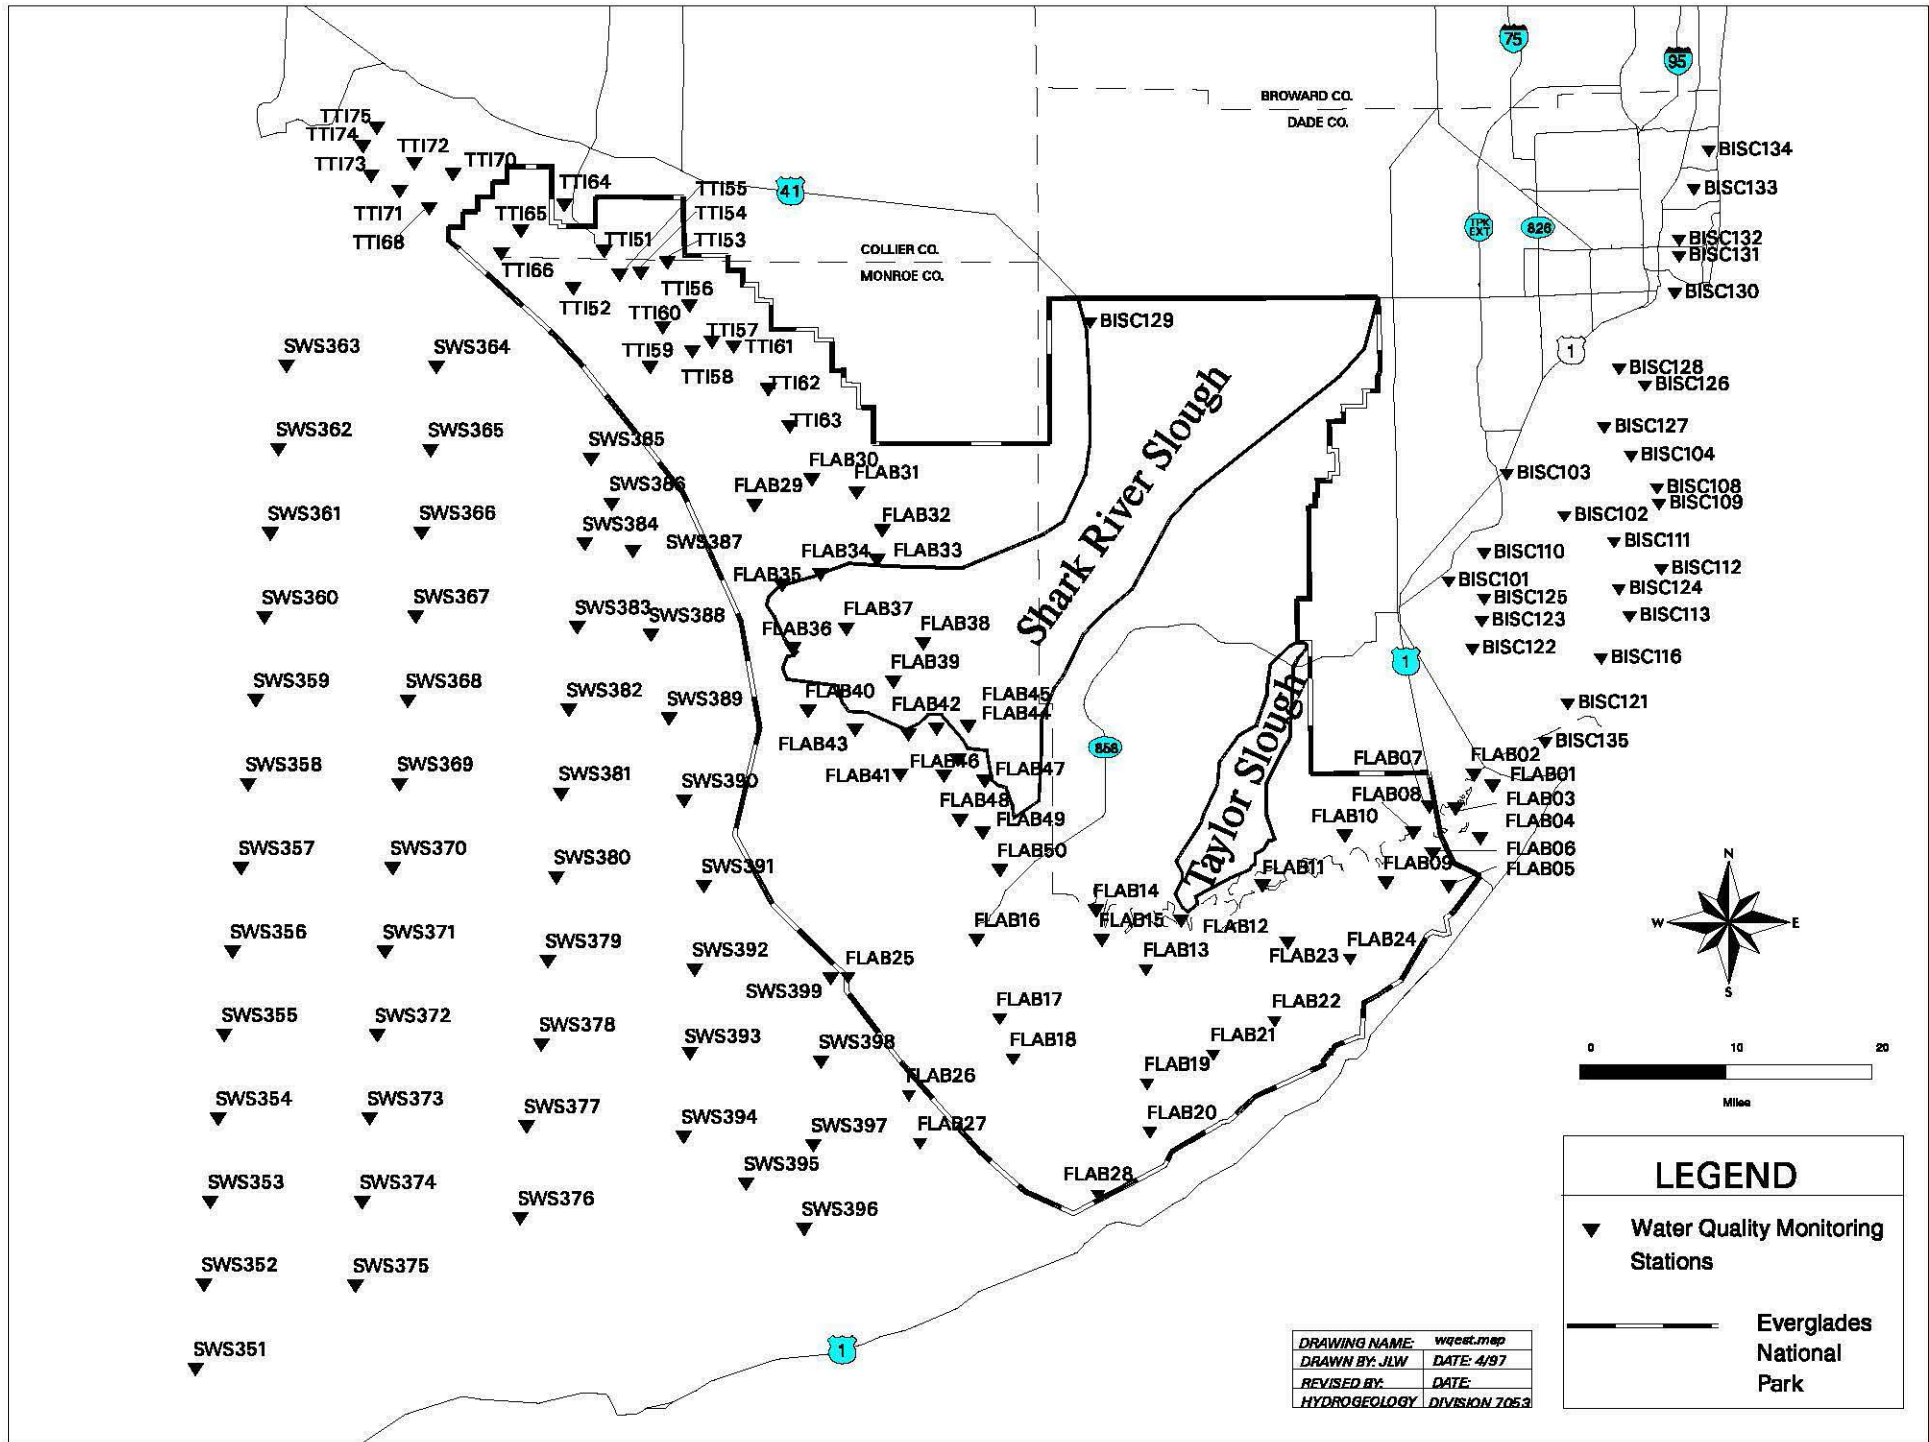 75
95
BROWARD CO.
DADE CO.
TTI75
TTI74
TTI72
TTI73
TTI70
TTI71
TTI68
TTI64
TTI65
TTI55
41
TTI54
TTI51
TTI53
TTI66
TTI52
TTI56
TTI60
TTI57
TTI61
TTI59
TTI58
TTI62
TTI63
COLLIER CO.
MONROE CO.
TPK
EXT
826
BISC134
BISC133
BISC132
BISC131
BISC130
BISC129
1
BISC128
BISC126
BISC127
BISC104
BISC103
BISC108
BISC109
BISC102
BISC111
BISC110
BISC112
BISC101
BISC124
BISC125
BISC113
BISC123
BISC122
BISC116
BISC121
BISC135
1
SWS363
SWS364
SWS362
SWS365
SWS385
SWS386
SWS361
SWS366
SWS384
SWS387
SWS360
SWS367
SWS383
SWS388
SWS359
SWS368
SWS382
SWS389
SWS358
SWS369
SWS381
SWS390
SWS357
SWS370
SWS380
SWS391
SWS356
SWS371
SWS379
SWS392
SWS399
SWS355
SWS372
SWS378
SWS393
SWS398
SWS354
SWS373
SWS377
SWS394
SWS397
SWS395
SWS353
SWS374
SWS376
SWS396
SWS352
SWS375
SWS351
Shark River Slough
Taylor Slough
FLAB30
FLAB31
FLAB29
FLAB32
FLAB34
FLAB33
FLAB35
FLAB37
FLAB36
FLAB38
FLAB39
FLAB40
FLAB45
FLAB42
FLAB44
FLAB43
FLAB41
FLAB46
FLAB47
FLAB48
FLAB49
FLAB50
FLAB07
FLAB02
FLAB01
FLAB08
FLAB03
FLAB10
FLAB04
FLAB06
FLAB09
FLAB05
FLAB11
FLAB14
FLAB16
FLAB15
FLAB12
FLAB13
FLAB23
FLAB24
FLAB25
FLAB17
FLAB22
FLAB18
FLAB21
FLAB19
FLAB26
FLAB20
FLAB27
FLAB28
1
N
W
E
S
0 10 20
Miles
LEGEND
Water Quality Monitoring
Stations
Everglades
National
Park
DRAWING NAME: wqest.map
DRAWN BY: JLW DATE: 4/97
REVISED BY: DATE:
HYDROGEOLOGY DIVISION 7053